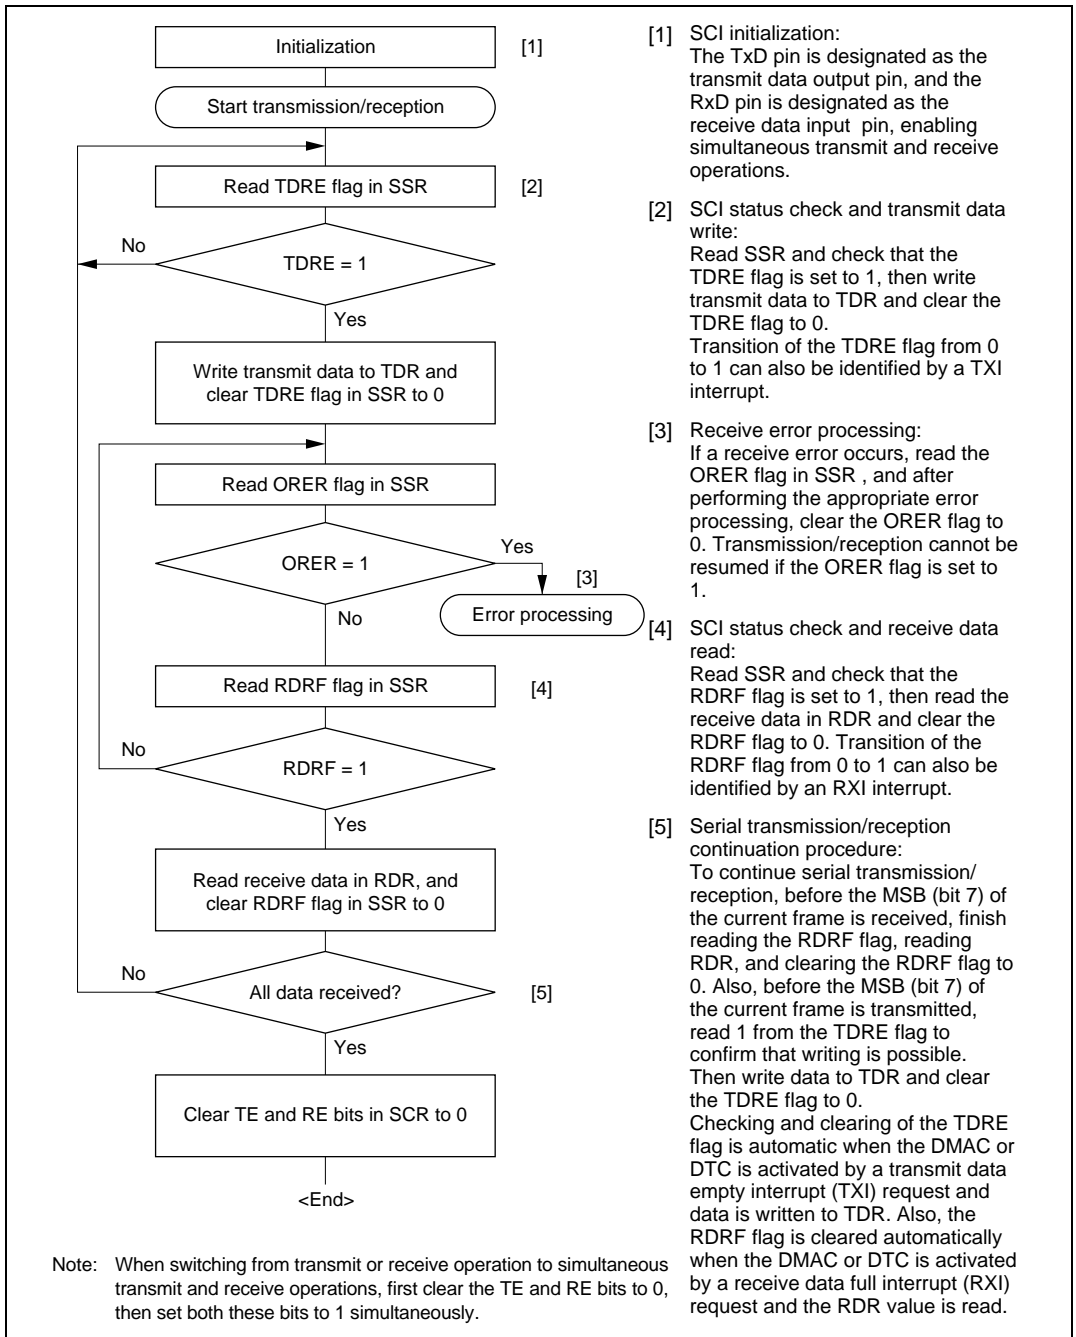 Initialization
[1]
Start transmission/reception
Read TDRE flag in SSR
[2]
No
TDRE = 1
Yes
Write transmit data to TDR and
clear TDRE flag in SSR to 0
Read ORER flag in SSR
ORER = 1
Yes
[3]
Error processing
No
Read RDRF flag in SSR
[4]
No
RDRF = 1
Yes
Read receive data in RDR, and
clear RDRF flag in SSR to 0
No
All data received?
[5]
Yes
Clear TE and RE bits in SCR to 0
<End>
[1] SCI initialization:
The TxD pin is designated as the
transmit data output pin, and the
RxD pin is designated as the
receive data input pin, enabling
simultaneous transmit and receive
operations.
[2] SCI status check and transmit data
write:
Read SSR and check that the
TDRE flag is set to 1, then write
transmit data to TDR and clear the
TDRE flag to 0.
Transition of the TDRE flag from 0
to 1 can also be identified by a TXI
interrupt.
[3] Receive error processing:
If a receive error occurs, read the
ORER flag in SSR , and after
performing the appropriate error
processing, clear the ORER flag to
0. Transmission/reception cannot be
resumed if the ORER flag is set to
1.
[4] SCI status check and receive data
read:
Read SSR and check that the
RDRF flag is set to 1, then read the
receive data in RDR and clear the
RDRF flag to 0. Transition of the
RDRF flag from 0 to 1 can also be
identified by an RXI interrupt.
[5] Serial transmission/reception
continuation procedure:
To continue serial transmission/
reception, before the MSB (bit 7) of
the current frame is received, finish
reading the RDRF flag, reading
RDR, and clearing the RDRF flag to
0. Also, before the MSB (bit 7) of
the current frame is transmitted,
read 1 from the TDRE flag to
confirm that writing is possible.
Then write data to TDR and clear
the TDRE flag to 0.
Checking and clearing of the TDRE
flag is automatic when the DMAC or
DTC is activated by a transmit data
empty interrupt (TXI) request and
data is written to TDR. Also, the
RDRF flag is cleared automatically
when the DMAC or DTC is activated
by a receive data full interrupt (RXI)
request and the RDR value is read.
Note: When switching from transmit or receive operation to simultaneous
transmit and receive operations, first clear the TE and RE bits to 0,
then set both these bits to 1 simultaneously.